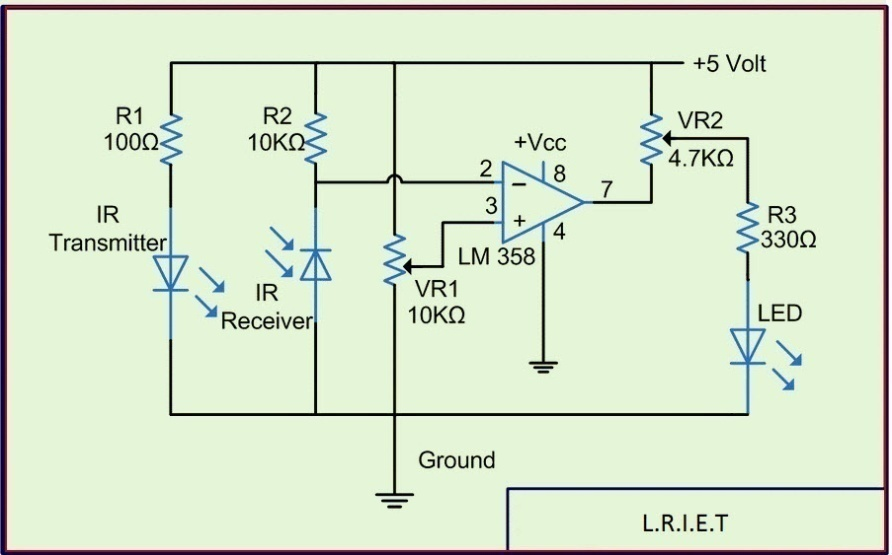 +5 Volt
R1
100Ω
R2
10KΩ
VR2
4.7KΩ
+Vcc
2
8
7
3
4
IR
Transmitter
LM 358
R3
330Ω
IR
Receiver
VR1
10KΩ
LED
−
+
Ground
L.R.I.E.T